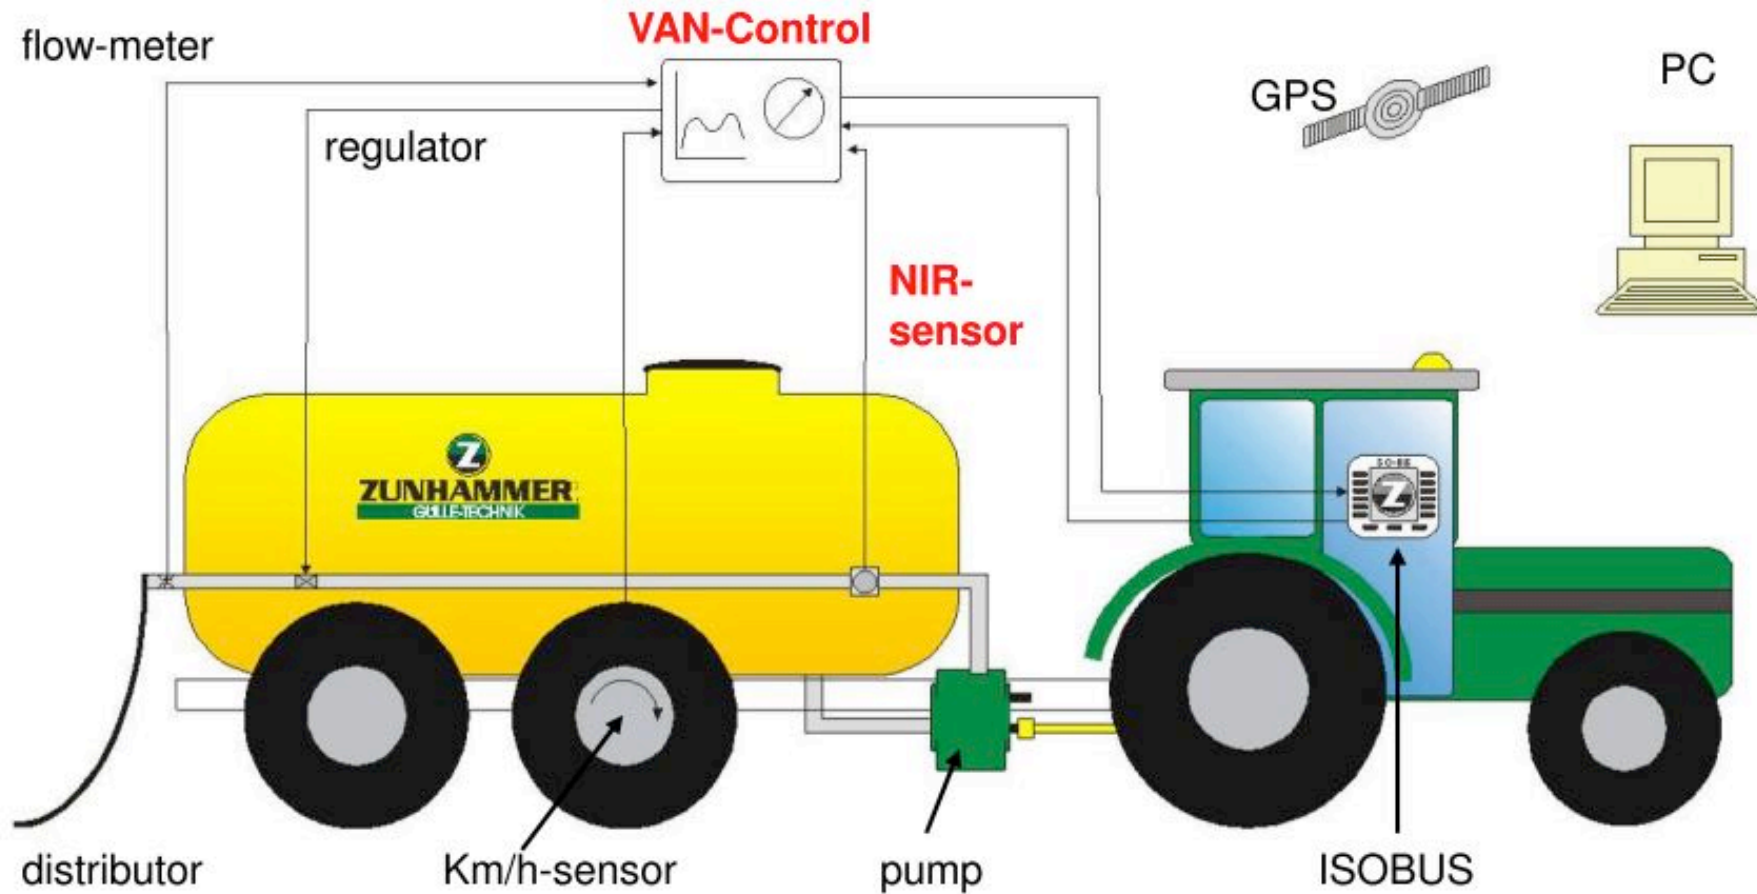 VAN-Control
flow-meter
GPS
PC
regulator
NIR-
sensor
Z
ZUNHAMMER
GÜLLE-TECHNIK
Z
distributor
Km/h-sensor
pump
ISOBUS